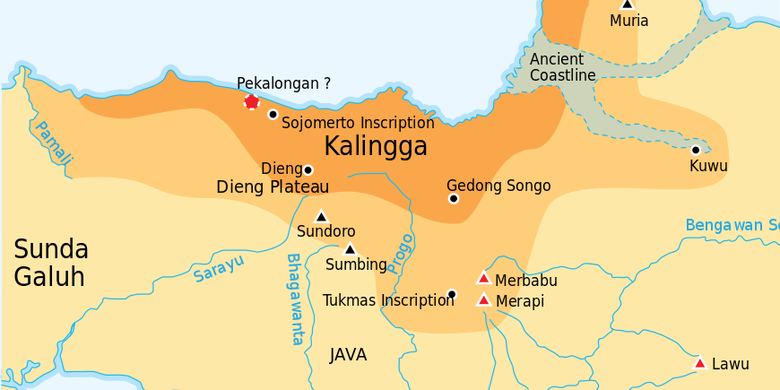 Muria
Ancient
Coastline
Pekalongan ?
Sojomerto Inscription
Kalingga
Pamali
Kuwu
Dieng
Dieng Plateau
Gedong Songo
Sundoro
Bengawan
Sunda
Galuh
Sarayu
Bhagawanta
Sumbing
Progo
Merbabu
Tukmas Inscription
Merapi
JAVA
Lawu